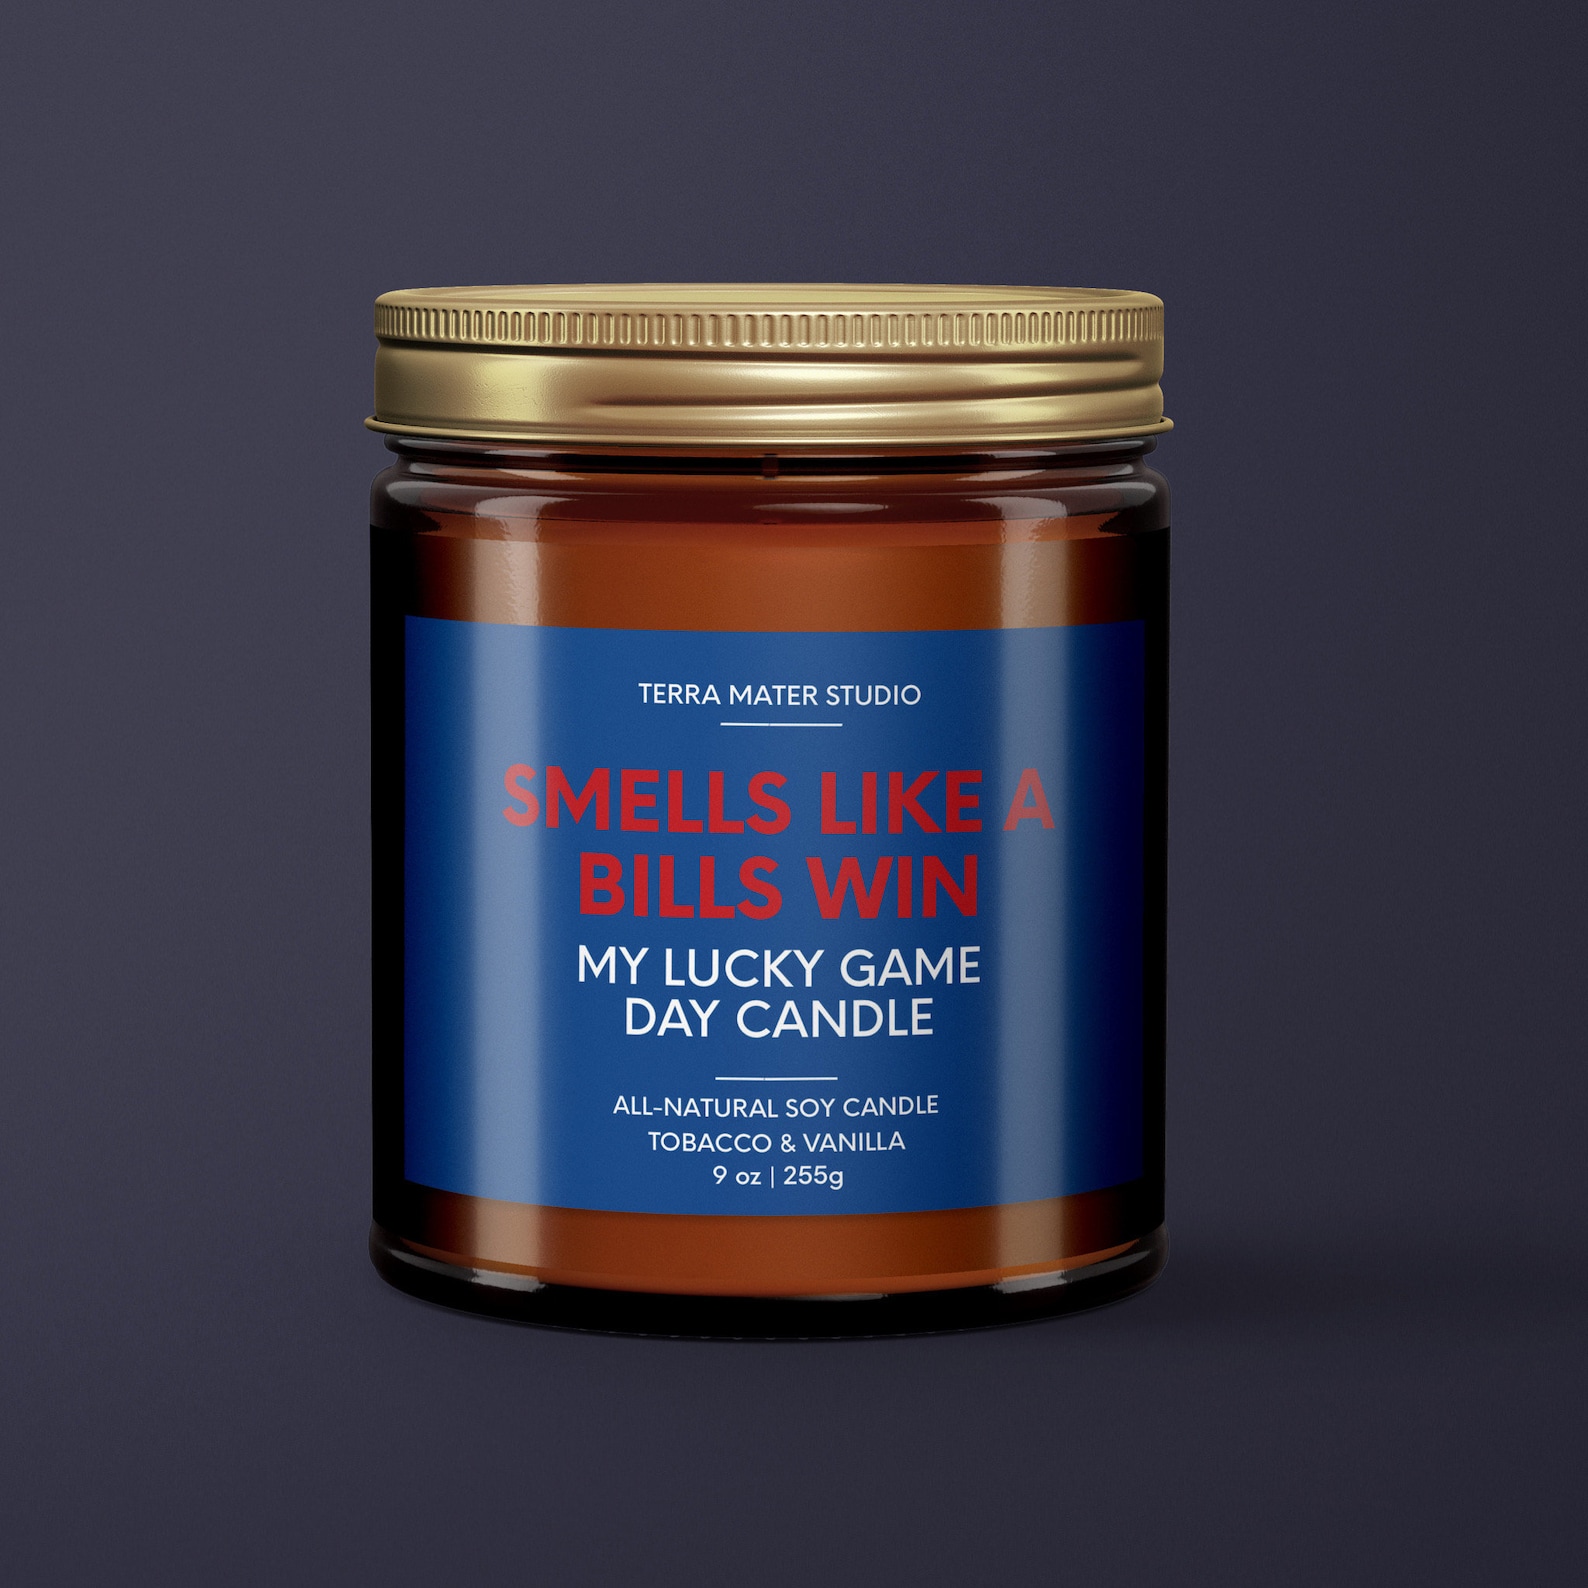 TERRA MATER STUDIO
SMELLS LIKE A
BILLS WIN
MY LUCKY GAME
DAY CANDLE
ALL-NATURAL SOY CANDLE
TOBACCO & VANILLA
9 oz | 255g